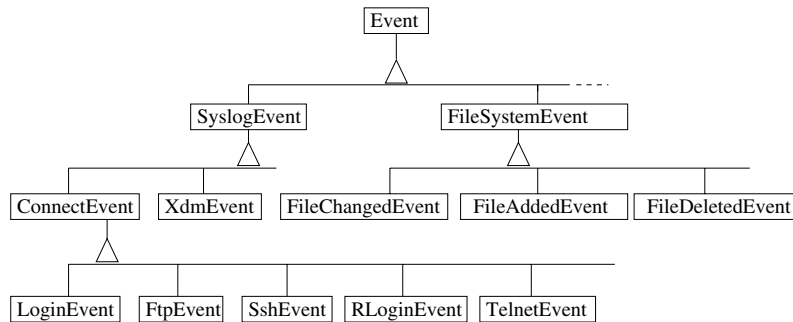 Event
SyslogEvent
FileSystemEvent
ConnectEvent
XdmEvent
FileChangedEvent
FileAddedEvent
FileDeletedEvent
LoginEvent
FtpEvent
SshEvent
RLoginEvent
TelnetEvent